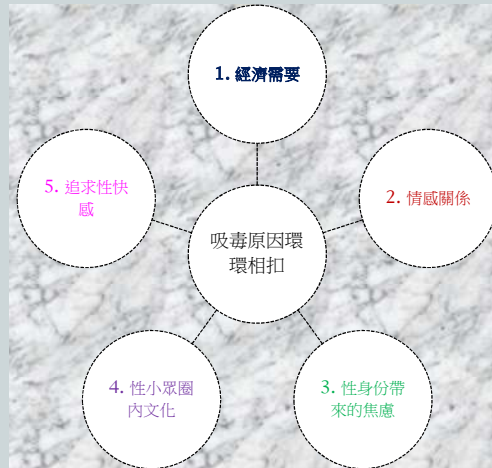 1. 經濟需要
5. 追求性快
感
2. 情感關係
吸毒原因環
環相扣
4. 性小眾圈
內文化
3. 性身份帶
來的焦慮